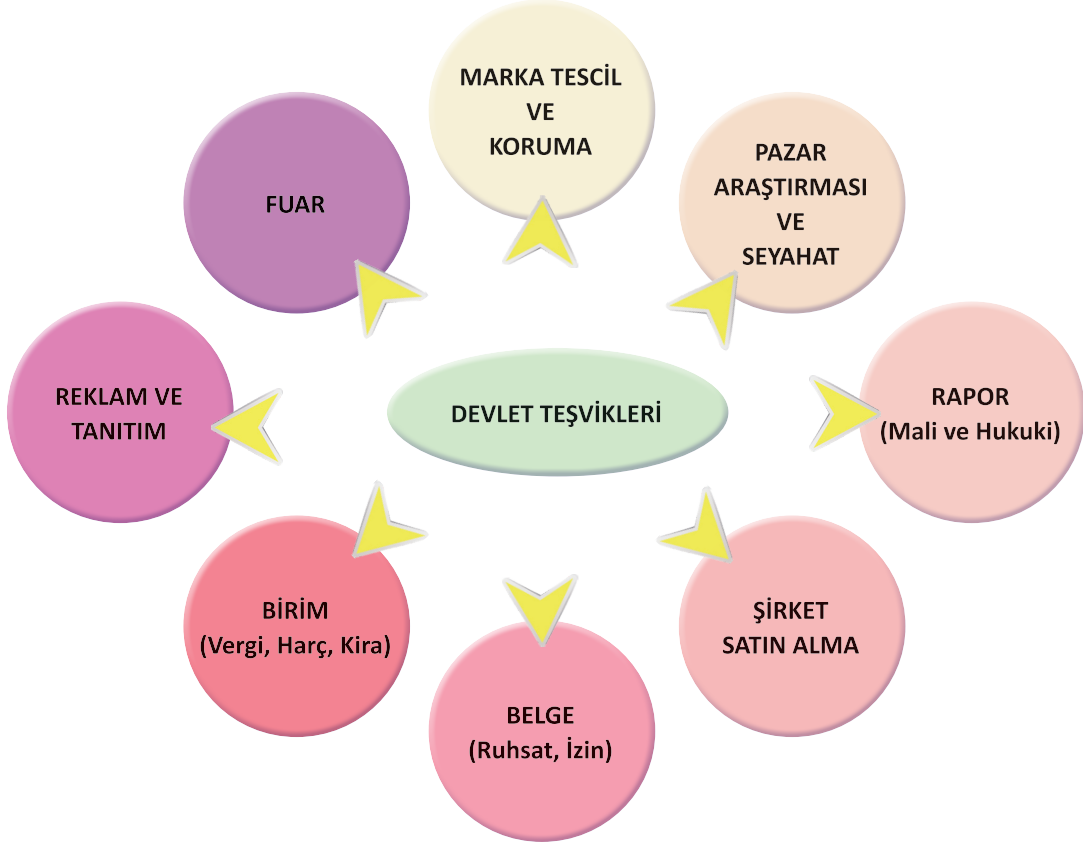 MARKA TESCİL
VE
KORUMA
PAZAR
ARAŞTIRMASI
VE
SEYAHAT
RAPOR
(Mali ve Hukuki)
ŞİRKET
SATIN ALMA
BELGE
(Ruhsat, İzin)
BİRİM
(Vergi, Harç, Kira)
REKLAM VE
TANITIM
FUAR
DEVLET TEŞVİKLERİ